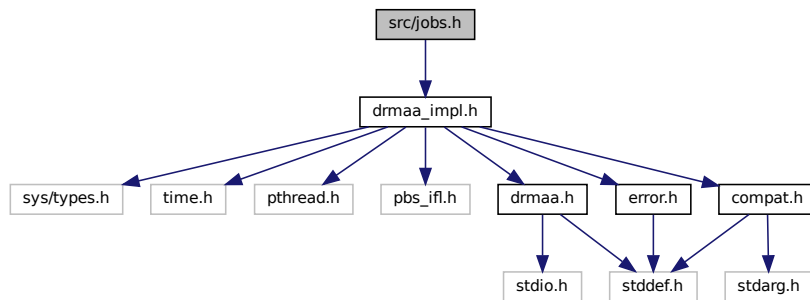 src/jobs.h
drmaa_impl.h
sys/types.h
time.h
pthread.h
pbs_ifl.h
drmaa.h
error.h
compat.h
stdio.h
stddef.h
stdarg.h